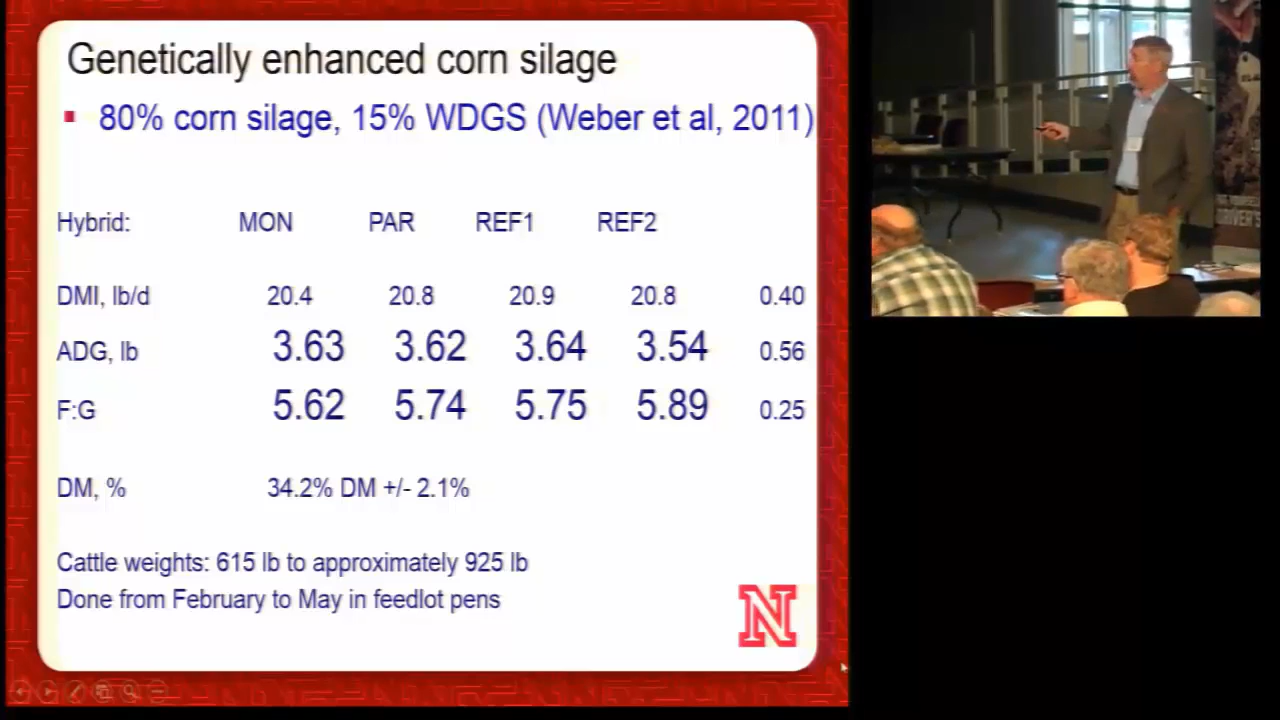 Genetically enhanced corn silage
80% corn silage, 15% WDGS (Weber et al, 2011)
Hybrid: MON PAR REF1 REF2
DMI, lb/d 20.4 20.8 20.9 20.8 0.40
ADG, lb 3.63 3.62 3.64 3.54 0.56
F:G 5.62 5.74 5.75 5.89 0.25
DM, % 34.2% DM +/- 2.1%
Cattle weights: 615 lb to approximately 925 lb
Done from February to May in feedlot pens
N
DRIVER'S